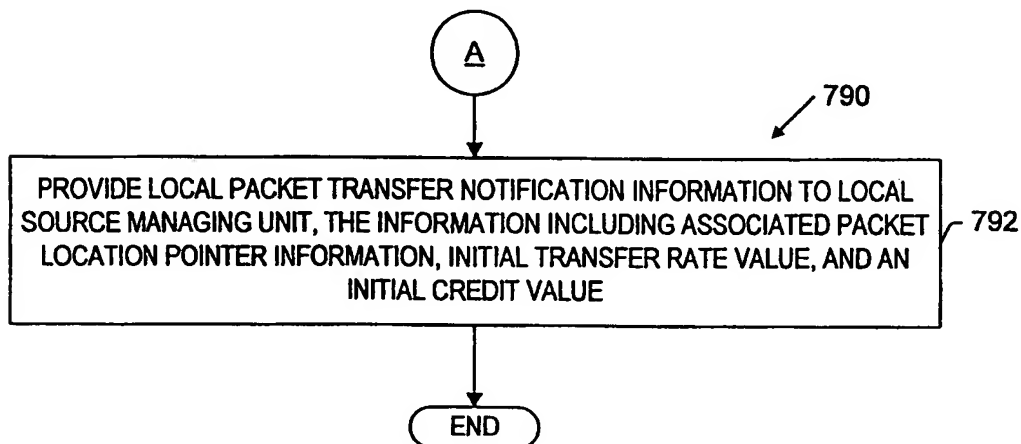 A
790
PROVIDE LOCAL PACKET TRANSFER NOTIFICATION INFORMATION TO LOCAL
SOURCE MANAGING UNIT, THE INFORMATION INCLUDING ASSOCIATED PACKET
LOCATION POINTER INFORMATION, INITIAL TRANSFER RATE VALUE, AND AN
INITIAL CREDIT VALUE
792
END